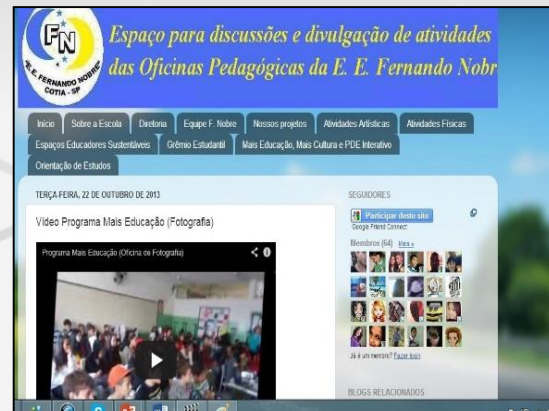 FN
E. E. FERNANDO NOBRE
COTIA - SP
Espaço para discussões e divulgação de atividades
das Oficinas Pedagógicas da E. E. Fernando Nobr
Início
Sobre a Escola
Diretoria
Equipe F. Nobre
Nossos projetos
Atividades Artísticas
Atividades Físicas
Espaços Educadores Sustentáveis
Grêmio Estudantil
Mais Educação, Mais Cultura e PDE Interativo
Orientação de Estudos
TERÇA-FEIRA, 22 DE OUTUBRO DE 2013
Vídeo Programa Mais Educação (Fotografia)
Programa Mais Educação (Oficina de Fotografia)
SEGUIDORES
Participar deste site
Google Friend Connect
Membros (64) Mais »
Já é um membro? Fazer login
BLOGS RELACIONADOS